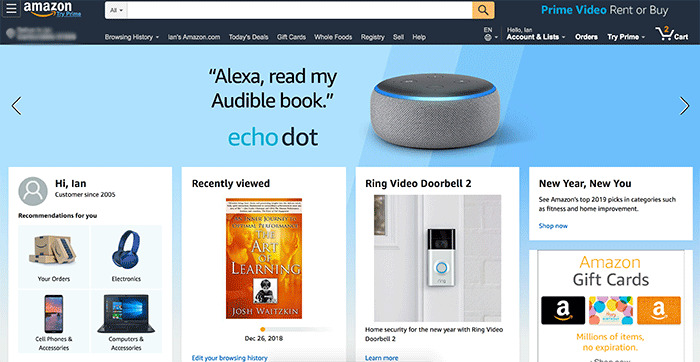 amazon
Try Prime
All
Prime Video Rent or Buy
Browsing History
Ian's Amazon.com
Today's Deals
Gift Cards
Whole Foods
Registry
Sell
Help
EN
Hello, Ian
Account & Lists
Orders
Try Prime
2
Cart
“Alexa, read my
Audible book.”
echo dot
Hi, Ian
Customer since 2005
Recommendations for you
Your Orders
Electronics
Cell Phones &
Accessories
Computers &
Accessories
Recently viewed
AN INNER JOURNEY TO
OPTIMAL PERFORMANCE
THE
ART OF
LEARNING
JOSH WAITZKIN
Dec 26, 2018
Edit your browsing history
Ring Video Doorbell 2
ring
Home security for the new year with Ring
Video Doorbell 2
Learn more
New Year, New You
See Amazon's top 2019 picks in categories such
as fitness and home improvement.
Shop now
Amazon
Gift Cards
a
a
Millions of items,
no expiration.